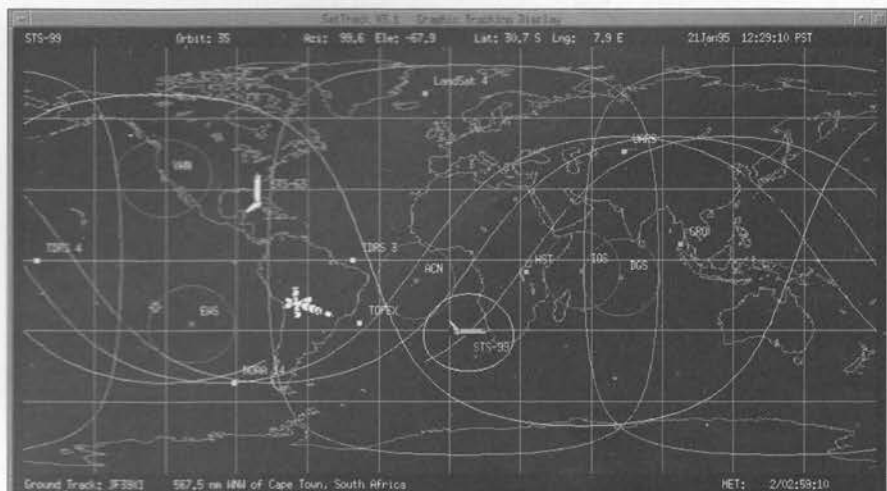 SatTrack V3.1 Graphic Tracking Display
STS-99 Orbit: 35 Azi: 99.6 Ele: -67.9 Lat: 30.7 S Lng: 7.9 E 21Jan95 12:29:10 PST
LandSat 4
UARS
VAN
STS-63
GRO
TDRS 4
TDRS 3
ACN
HST
IOS
DGS
EHS
TOPEX
STS-99
NOAA 14
Ground Track: JF39XI 567.5 nm WNW of Cape Town, South Africa MET: 2/02:59:10